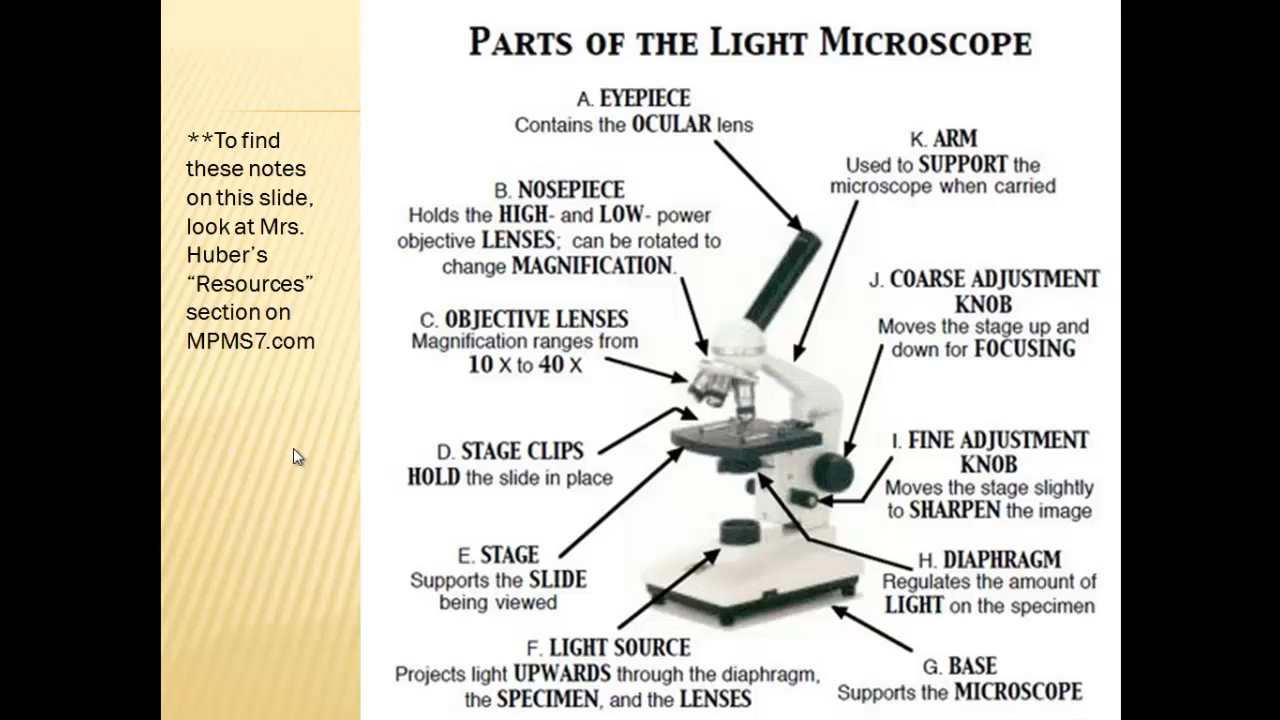 PARTS OF THE LIGHT MICROSCOPE
**To find
these notes
on this slide,
look at Mrs.
Huber's
"Resources"
section on
MPMS7.com
A. EYEPIECE
Contains the OCULAR lens
B. NOSEPIECE
Holds the HIGH- and LOW- power
objective LENSES; can be rotated to
change MAGNIFICATION.
C. OBJECTIVE LENSES
Magnification ranges from
10 X to 40 X
D. STAGE CLIPS
HOLD the slide in place
E. STAGE
Supports the SLIDE
being viewed
F. LIGHT SOURCE
Projects light UPWARDS through the diaphragm,
the SPECIMEN, and the LENSES
K. ARM
Used to SUPPORT the
microscope when carried
J. COARSE ADJUSTMENT
KNOB
Moves the stage up and
down for FOCUSING
I. FINE ADJUSTMENT
KNOB
Moves the stage slightly
to SHARPEN the image
H. DIAPHRAGM
Regulates the amount of
LIGHT on the specimen
G. BASE
Supports the MICROSCOPE